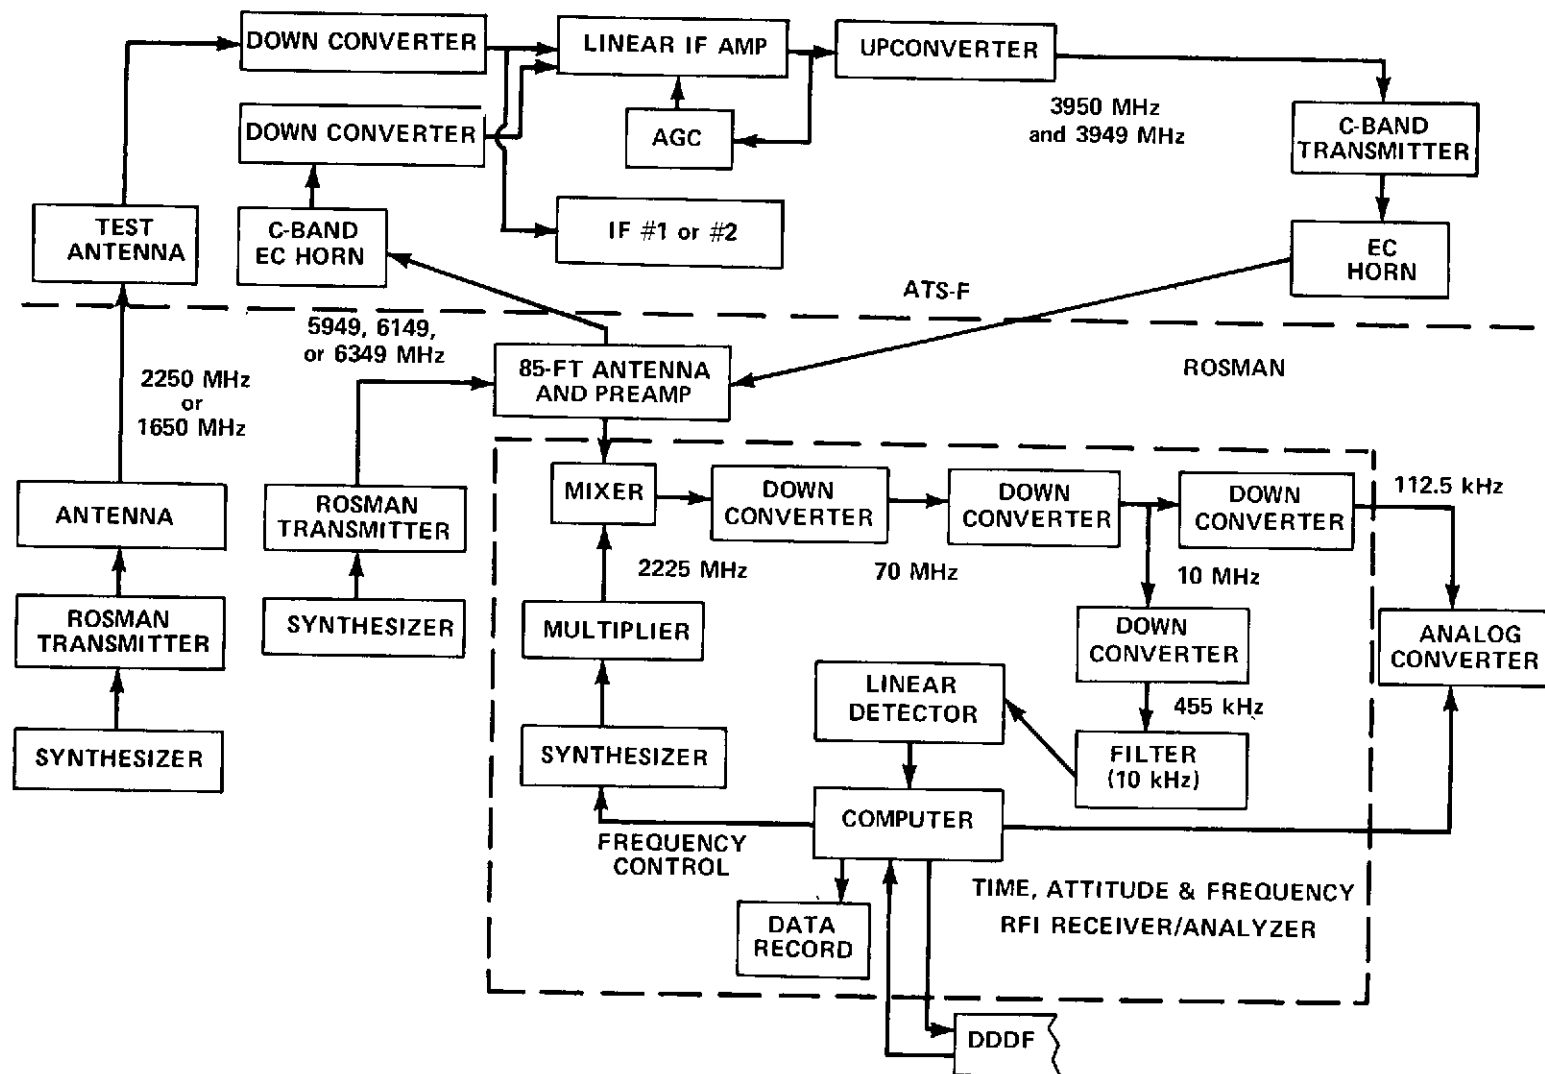 DOWN CONVERTER
LINEAR IF AMP
UPCONVERTER
DOWN CONVERTER
AGC
3950 MHz
and 3949 MHz
C-BAND
TRANSMITTER
TEST
ANTENNA
C-BAND
EC HORN
IF #1 or #2
EC
HORN
ATS-F
5949, 6149,
or 6349 MHz
ROSMAN
2250 MHz
or
1650 MHz
85-FT ANTENNA
AND PREAMP
ANTENNA
ROSMAN
TRANSMITTER
MIXER
DOWN
CONVERTER
DOWN
CONVERTER
DOWN
CONVERTER
112.5 kHz
2225 MHz
70 MHz
10 MHz
ROSMAN
TRANSMITTER
SYNTHESIZER
MULTIPLIER
DOWN
CONVERTER
ANALOG
CONVERTER
LINEAR
DETECTOR
455 kHz
SYNTHESIZER
SYNTHESIZER
FILTER
(10 kHz)
COMPUTER
FREQUENCY
CONTROL
TIME, ATTITUDE & FREQUENCY
RFI RECEIVER/ANALYZER
DATA
RECORD
DDDF